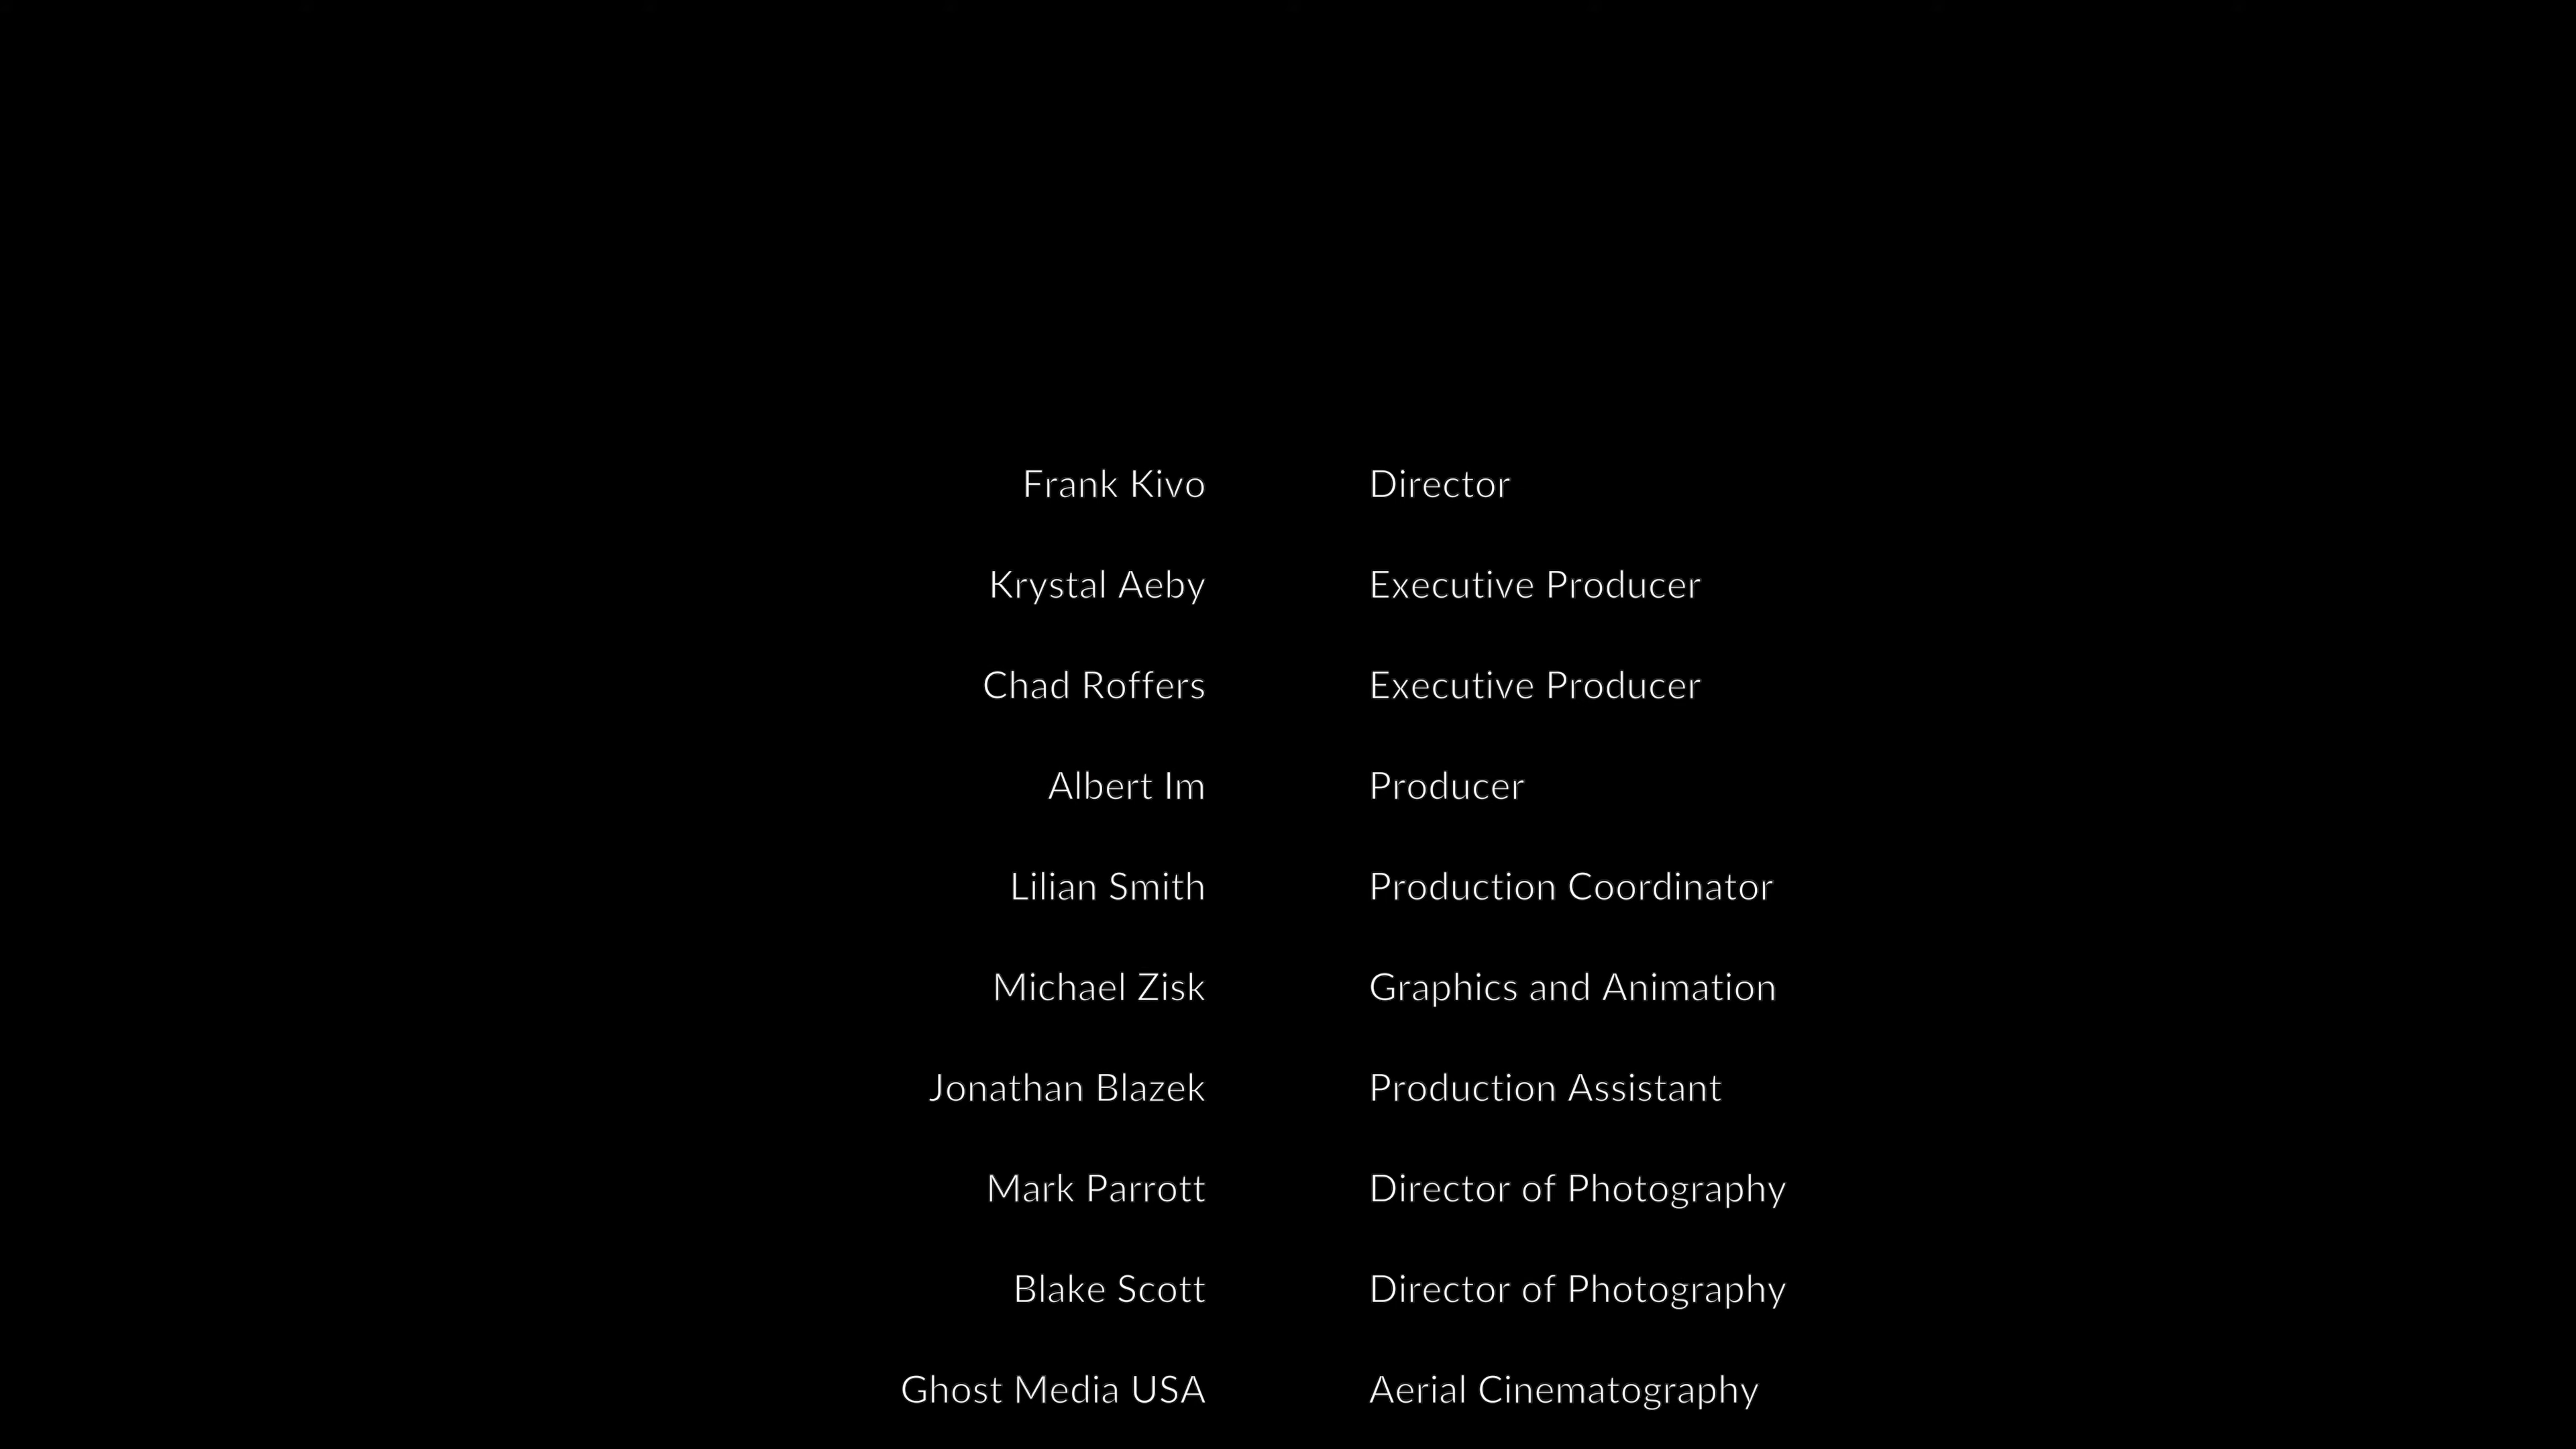 Frank Kivo Director
Krystal Aeby Executive Producer
Chad Roffers Executive Producer
Albert Im Producer
Lilian Smith Production Coordinator
Michael Zisk Graphics and Animation
Jonathan Blazek Production Assistant
Mark Parrott Director of Photography
Blake Scott Director of Photography
Ghost Media USA Aerial Cinematography